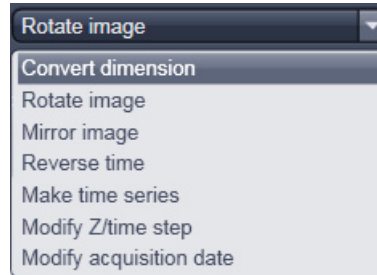 Rotate image
Convert dimension
Rotate image
Mirror image
Reverse time
Make time series
Modify Z/time step
Modify acquisition date